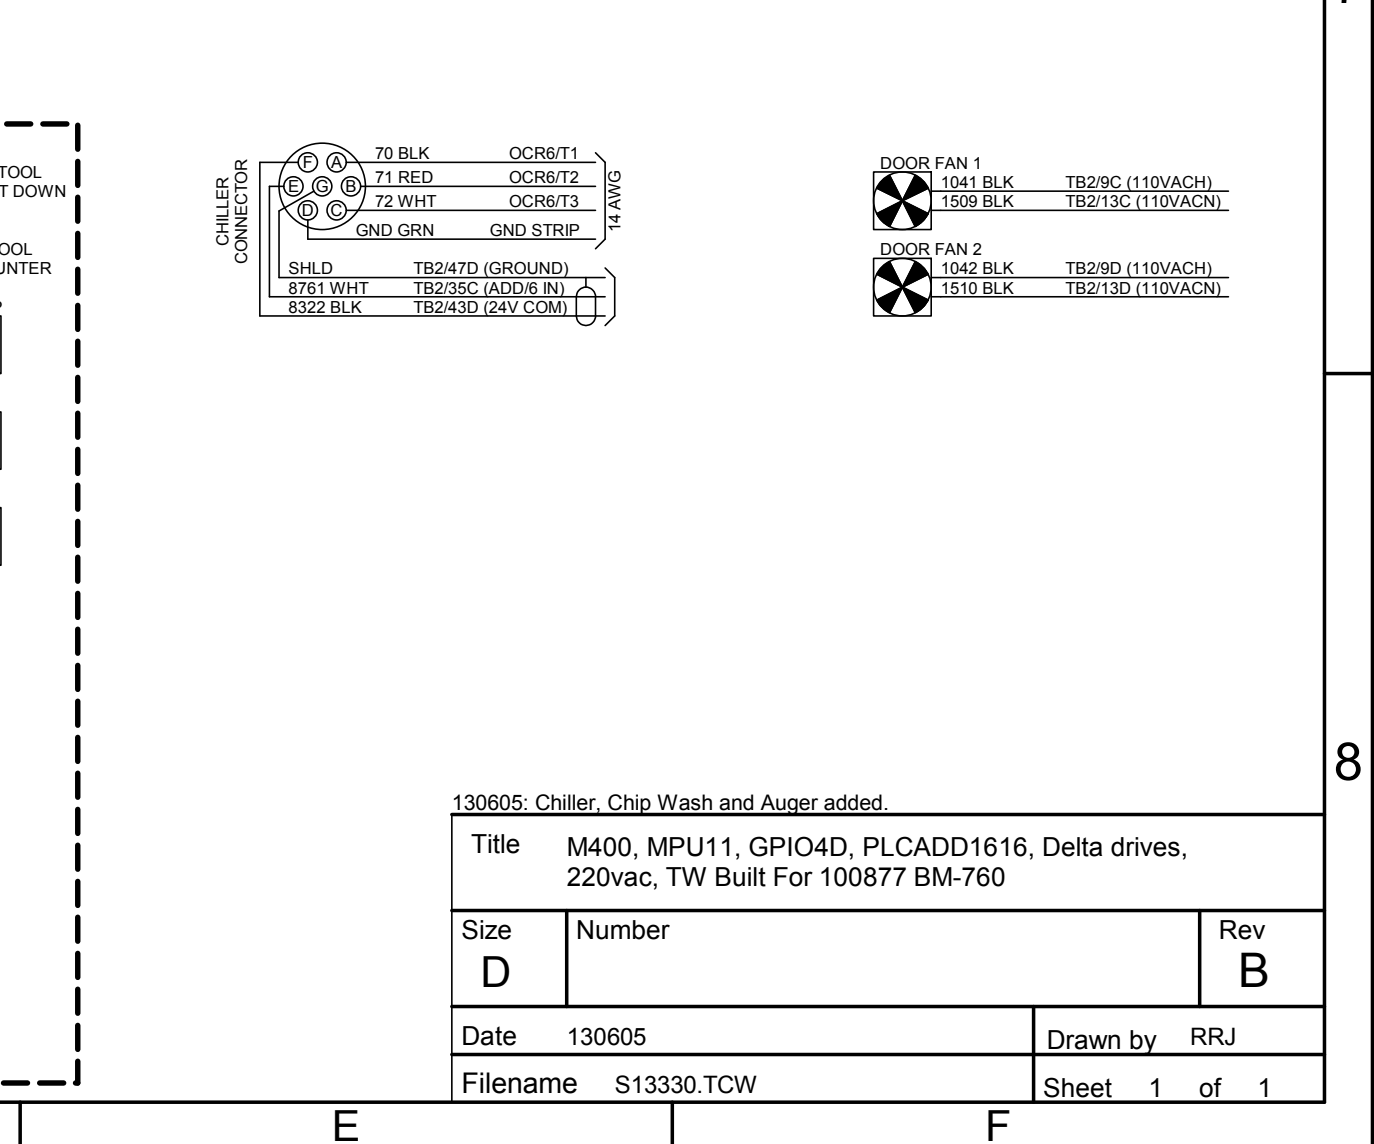 TOOL
T DOWN
OOL
UNTER
CHILLER
CONNECTOR
F A
E G B
D C
70 BLK OCR6/T1
71 RED OCR6/T2
72 WHT OCR6/T3
GND GRN GND STRIP
14 AWG
SHLD TB2/47D (GROUND)
8761 WHT TB2/35C (ADD/6 IN)
8322 BLK TB2/43D (24V COM)
DOOR FAN 1
1041 BLK TB2/9C (110VACH)
1509 BLK TB2/13C (110VACN)
DOOR FAN 2
1042 BLK TB2/9D (110VACH)
1510 BLK TB2/13D (110VACN)
8
130605: Chiller, Chip Wash and Auger added.
Title M400, MPU11, GPIO4D, PLCADD1616, Delta drives,
220vac, TW Built For 100877 BM-760
Size Number Rev
D B
Date 130605 Drawn by RRJ
Filename S13330.TCW Sheet 1 of 1
E F